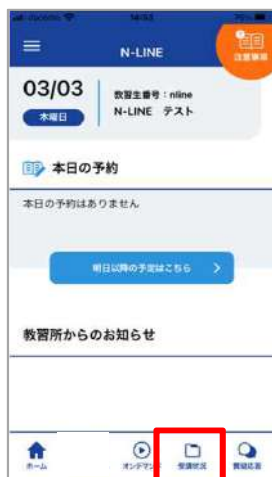 docomo 14:53
N-LINE
注意事項
03/03
木曜日
教習生番号：nline
N-LINE テスト
本日の予約
本日の予約はありません
明日以降の予定はこちら
教習所からのお知らせ
ホーム
オンデマンド
受講状況
質疑応答